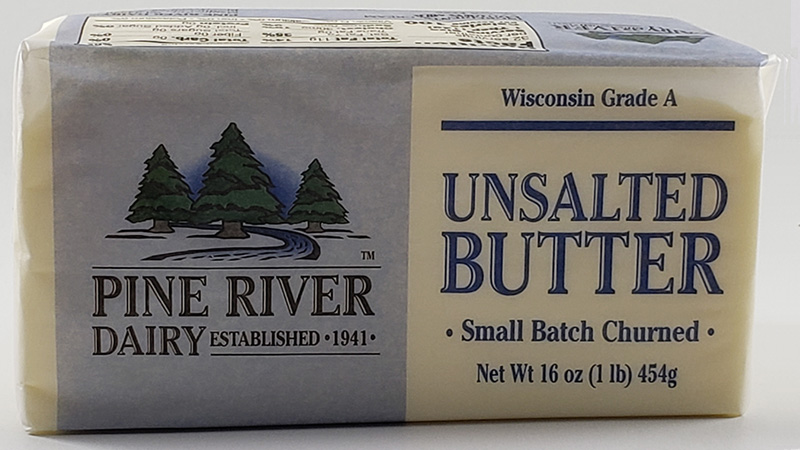 PINE RIVER
DAIRY ESTABLISHED • 1941 •
TM
Wisconsin Grade A
UNSALTED
BUTTER
• Small Batch Churned •
Net Wt 16 oz (1 lb) 454g